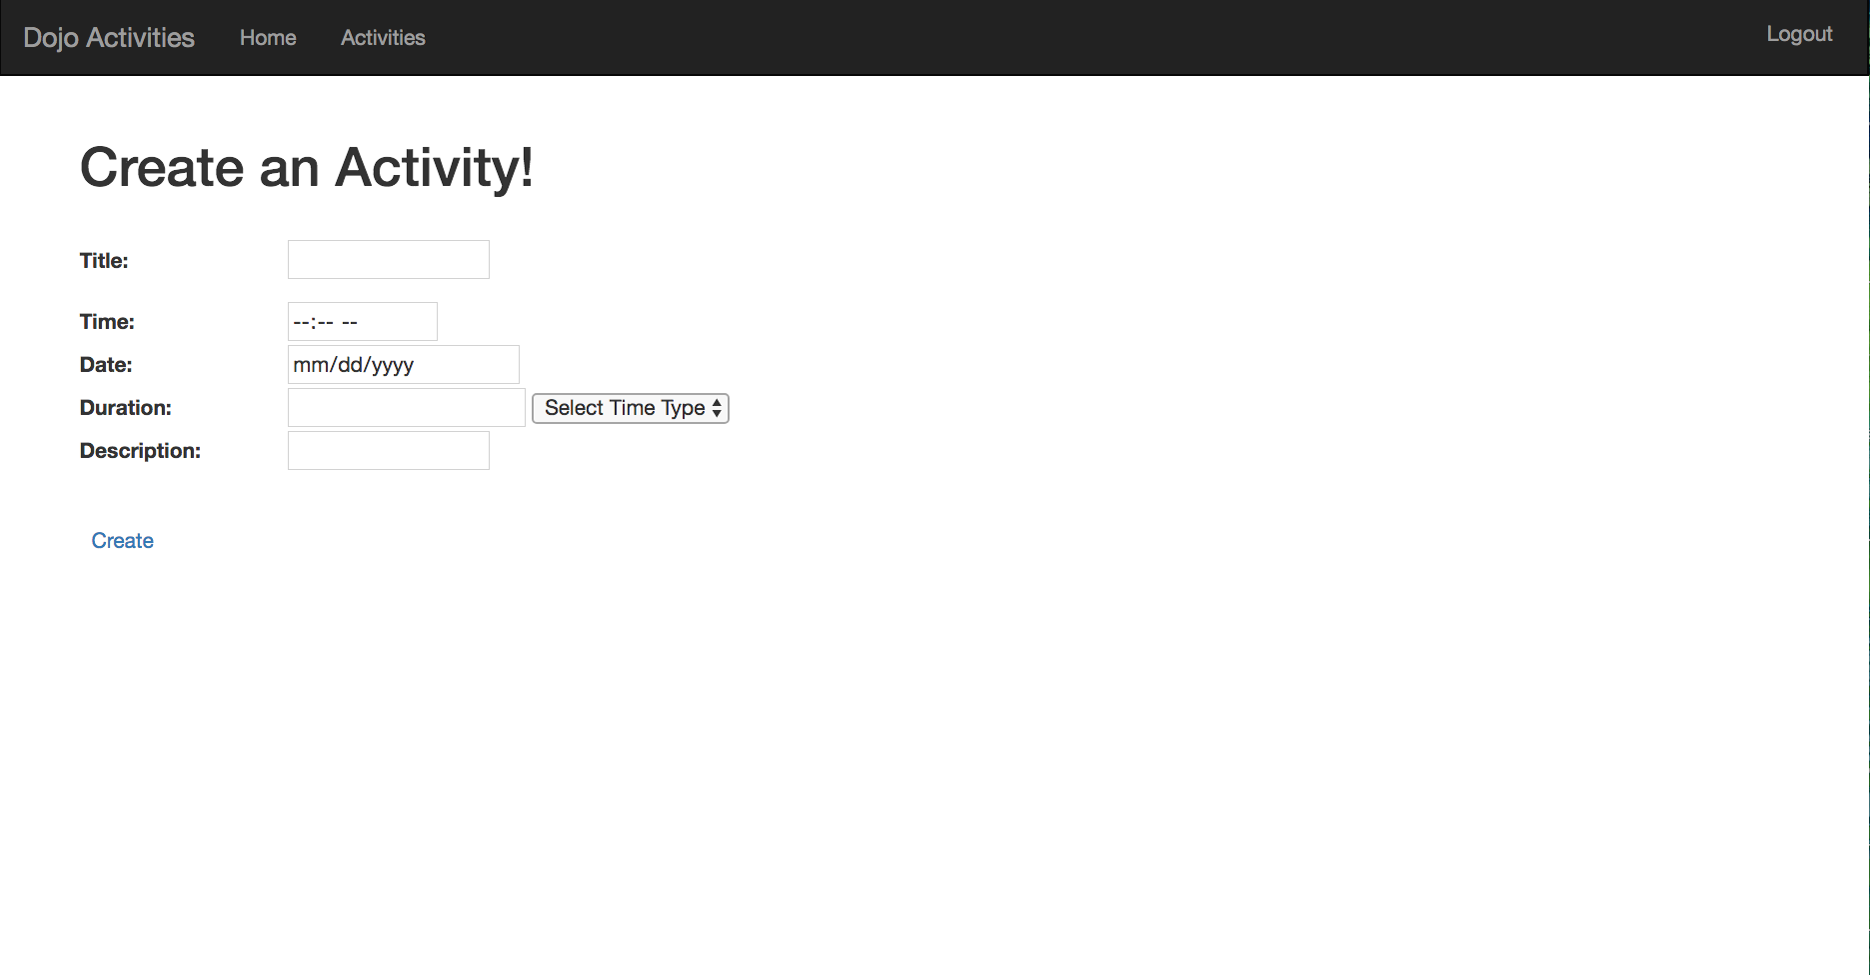 Dojo Activities Home Activities Logout
Create an Activity!
Title:
Time: --:-- --
Date: mm/dd/yyyy
Duration: Select Time Type
Description:
Create